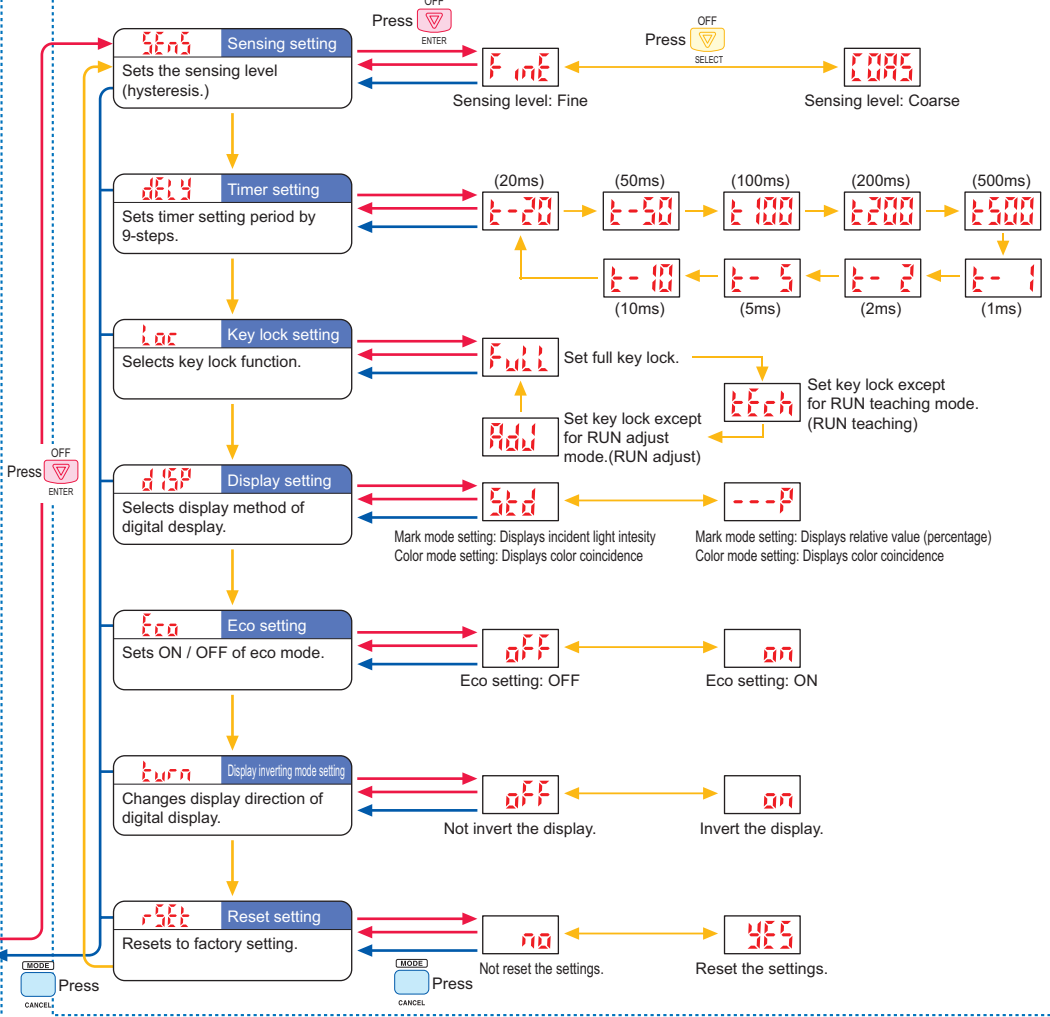 OFF
Press
ENTER
OFF
Press
SELECT
SEnS Sensing setting
Sets the sensing level
(hysteresis.)
FinE
Sensing level: Fine
COAS
Sensing level: Coarse
dELY Timer setting
Sets timer setting period by
9-steps.
(20ms) (50ms) (100ms) (200ms) (500ms)
t-20 t-50 t100 t200 t500
t-10 t- 5 t- 2 t- 1
(10ms) (5ms) (2ms) (1ms)
Loc Key lock setting
Selects key lock function.
FuLL Set full key lock.
tEch
Set key lock except
for RUN teaching mode.
(RUN teaching)
AdJ
Set key lock except
for RUN adjust
mode.(RUN adjust)
OFF
Press
ENTER
dISP Display setting
Selects display method of
digital desplay.
Std
Mark mode setting: Displays incident light intesity
Color mode setting: Displays color coincidence
---P
Mark mode setting: Displays relative value (percentage)
Color mode setting: Displays color coincidence
Eco Eco setting
Sets ON / OFF of eco mode.
oFF
Eco setting: OFF
on
Eco setting: ON
turn Display inverting mode setting
Changes display direction of
digital display.
oFF
Not invert the display.
on
Invert the display.
rSEt Reset setting
Resets to factory setting.
no
Not reset the settings.
YES
Reset the settings.
MODE
Press
CANCEL
MODE
Press
CANCEL